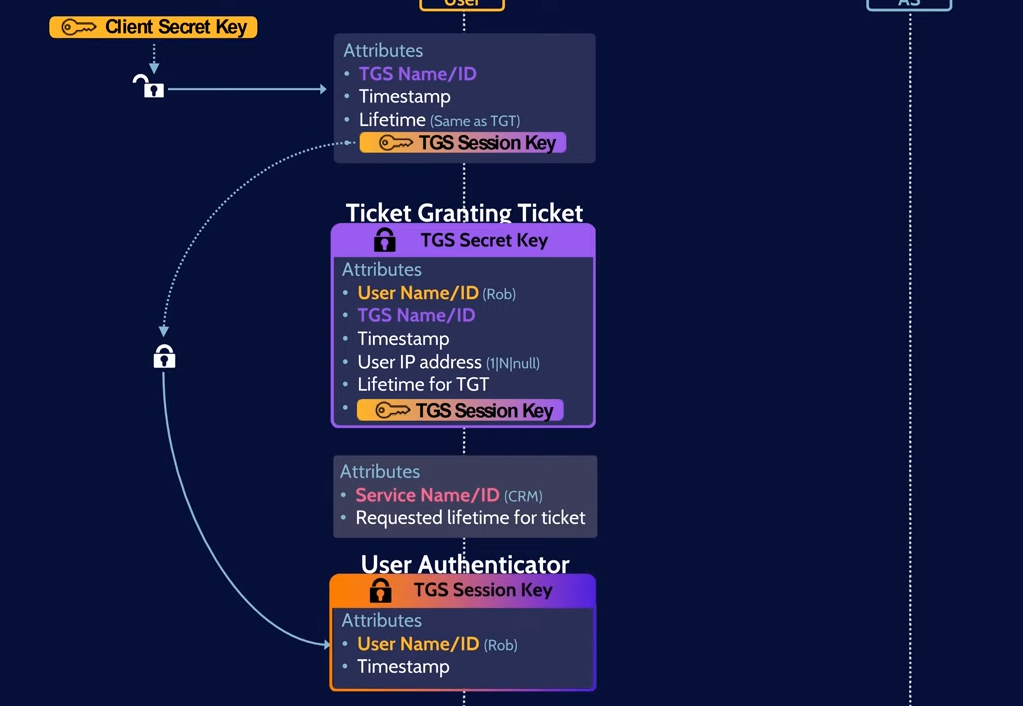 User
AS
Client Secret Key
Attributes
• TGS Name/ID
• Timestamp
• Lifetime (Same as TGT)
• TGS Session Key
Ticket Granting Ticket
TGS Secret Key
Attributes
• User Name/ID (Rob)
• TGS Name/ID
• Timestamp
• User IP address (1|N|null)
• Lifetime for TGT
• TGS Session Key
Attributes
• Service Name/ID (CRM)
• Requested lifetime for ticket
User Authenticator
TGS Session Key
Attributes
• User Name/ID (Rob)
• Timestamp